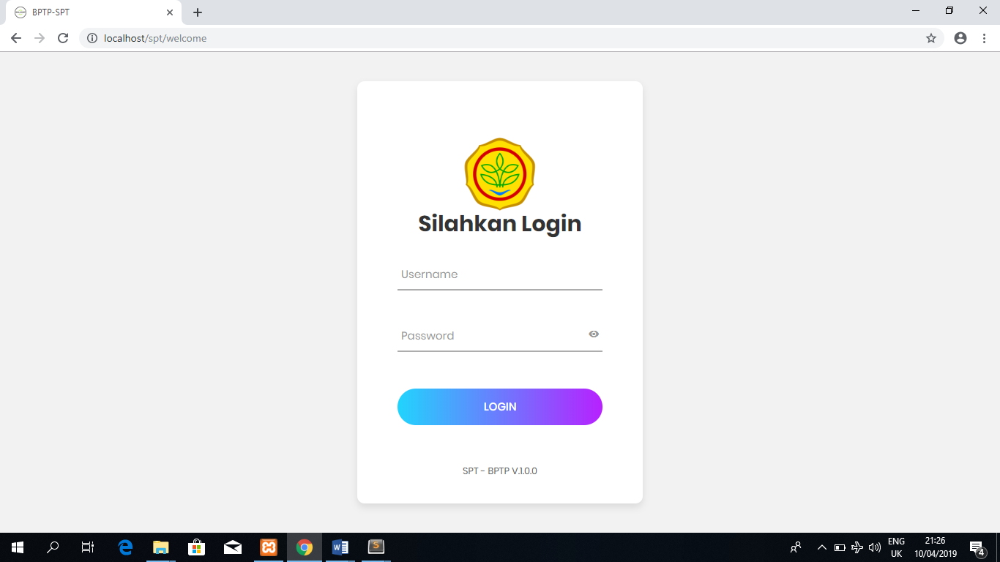 BPTP-SPT
localhost/spt/welcome
Silahkan Login
Username
Password
LOGIN
SPT - BPTP V.1.0.0
ENG
UK
21:26
10/04/2019
4